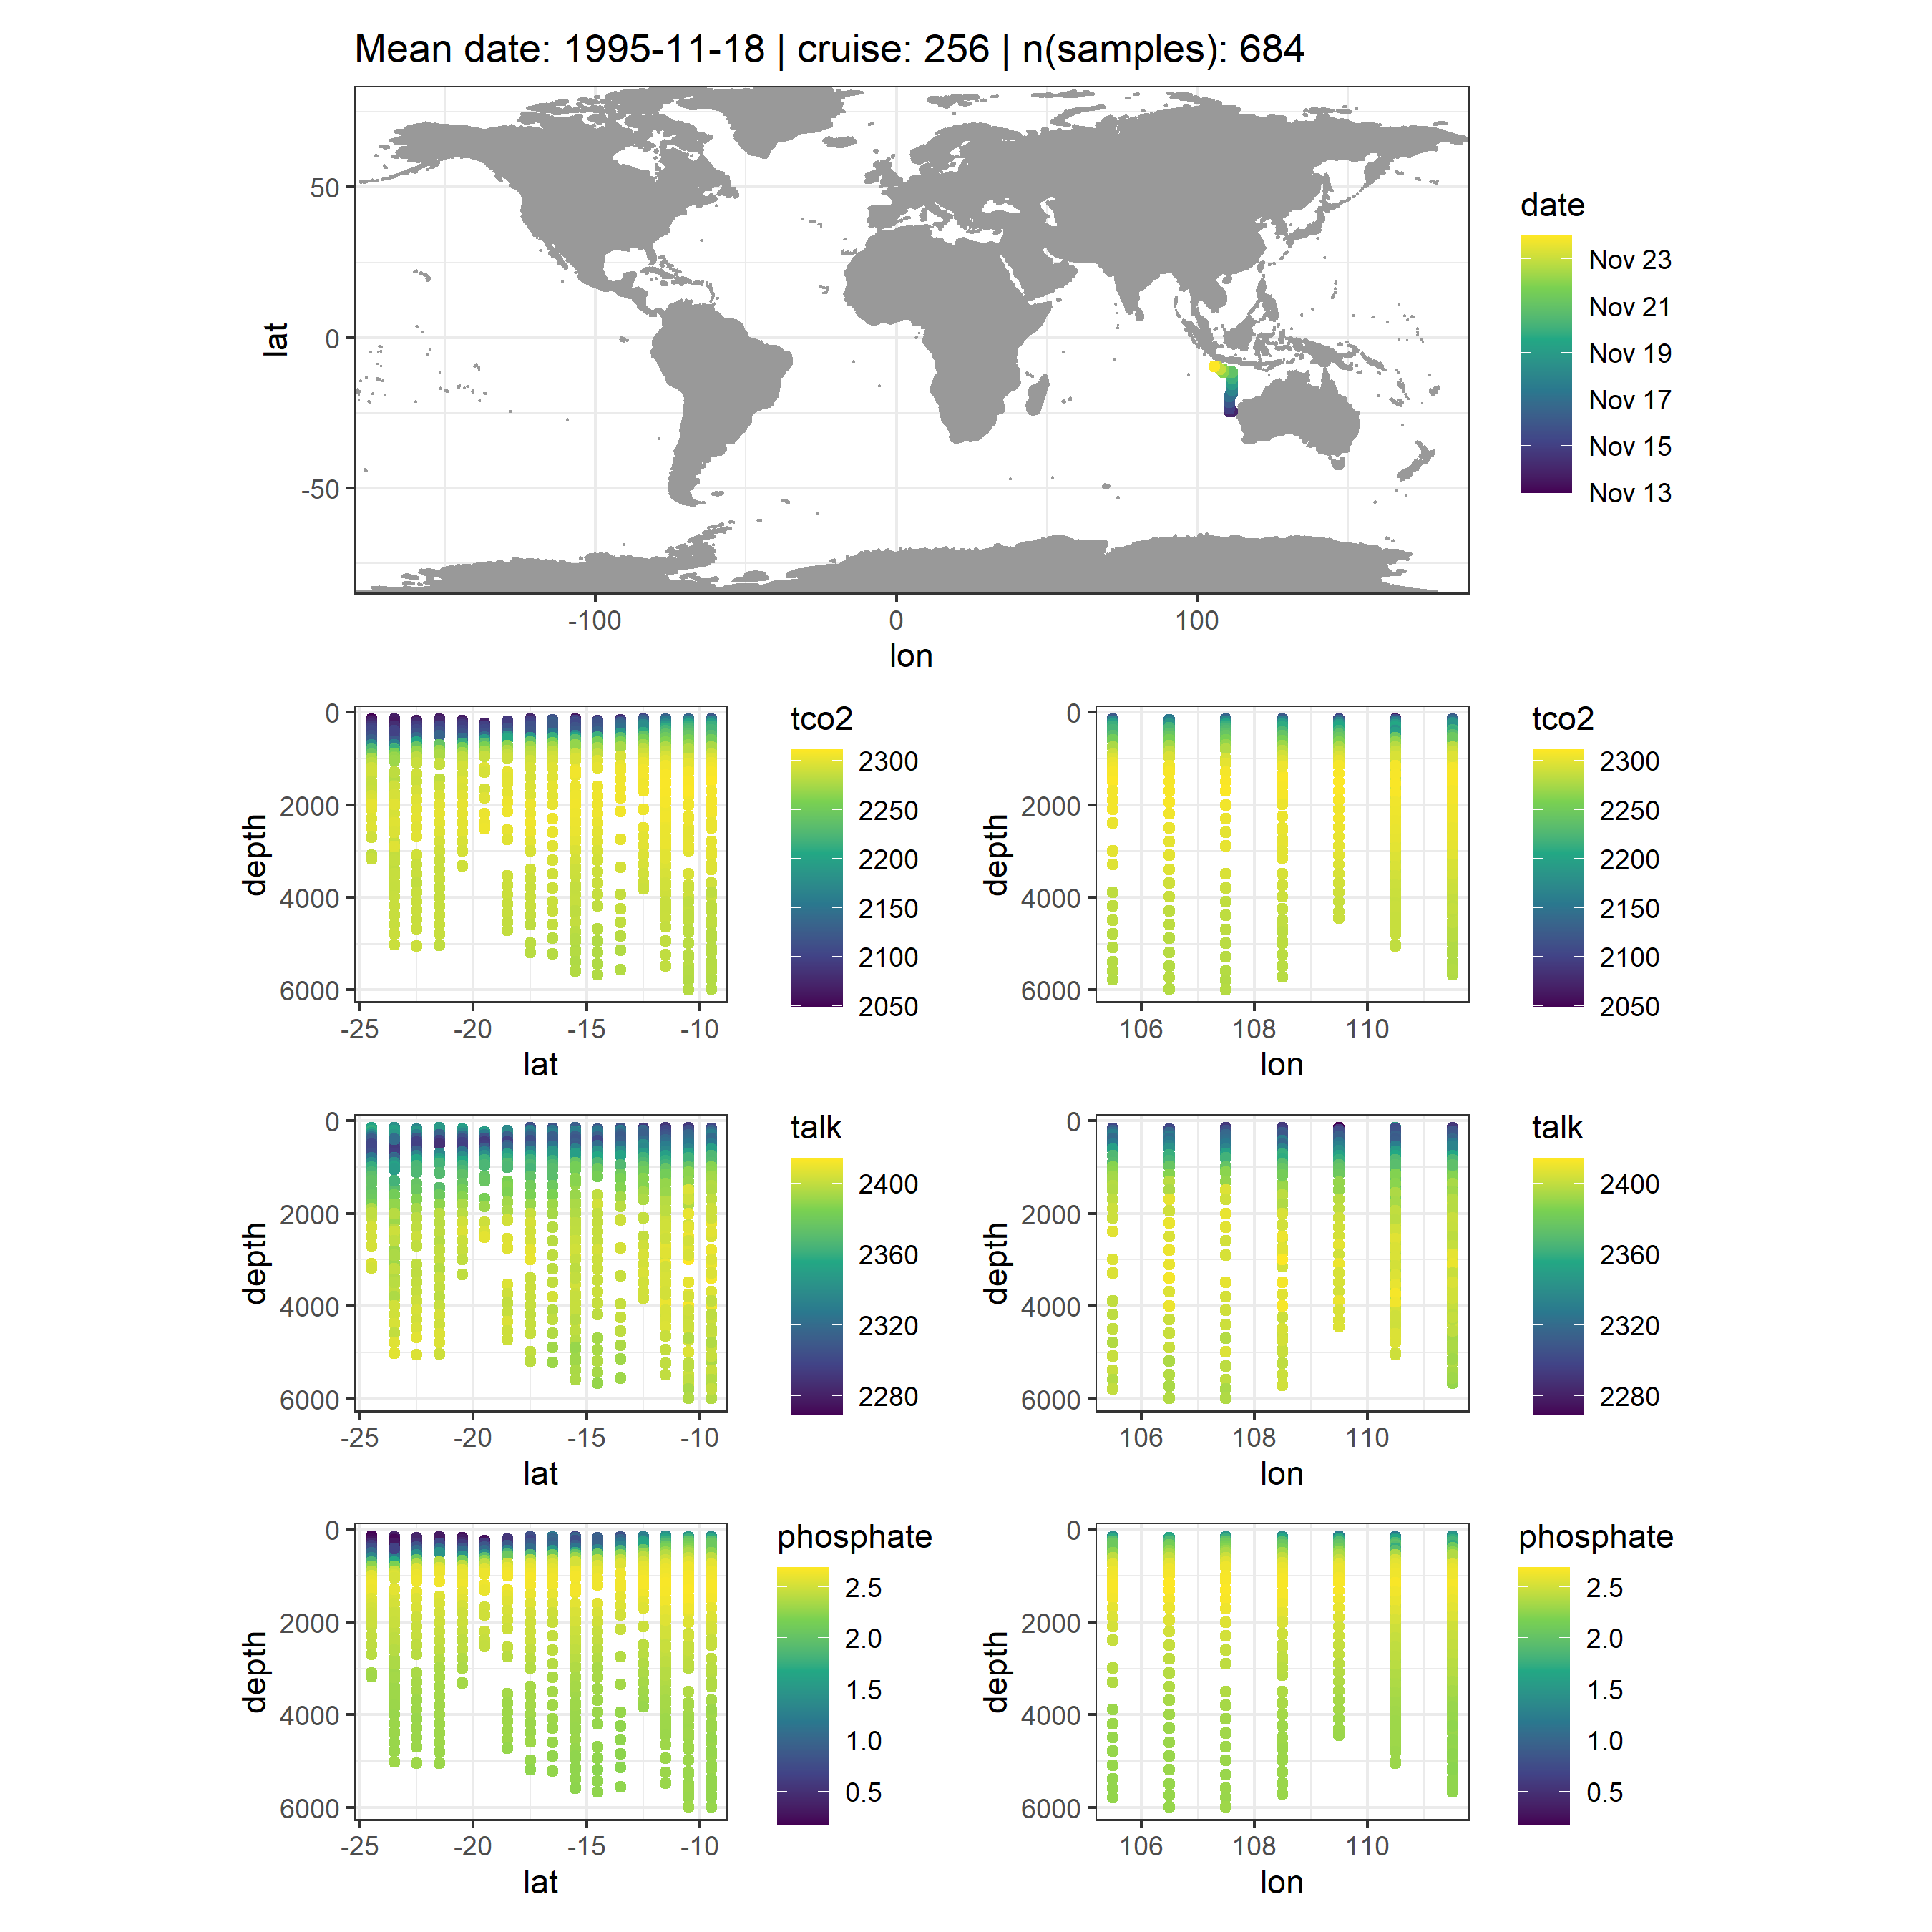 Mean date: 1995-11-18 | cruise: 256 | n(samples): 684
lat
50
0
-50
-100
0
100
lon
date
Nov 23
Nov 21
Nov 19
Nov 17
Nov 15
Nov 13
depth
0
2000
4000
6000
-25
-20
-15
-10
lat
tco2
2300
2250
2200
2150
2100
2050
depth
0
2000
4000
6000
106
108
110
lon
tco2
2300
2250
2200
2150
2100
2050
depth
0
2000
4000
6000
-25
-20
-15
-10
lat
talk
2400
2360
2320
2280
depth
0
2000
4000
6000
106
108
110
lon
talk
2400
2360
2320
2280
depth
0
2000
4000
6000
-25
-20
-15
-10
lat
phosphate
2.5
2.0
1.5
1.0
0.5
depth
0
2000
4000
6000
106
108
110
lon
phosphate
2.5
2.0
1.5
1.0
0.5